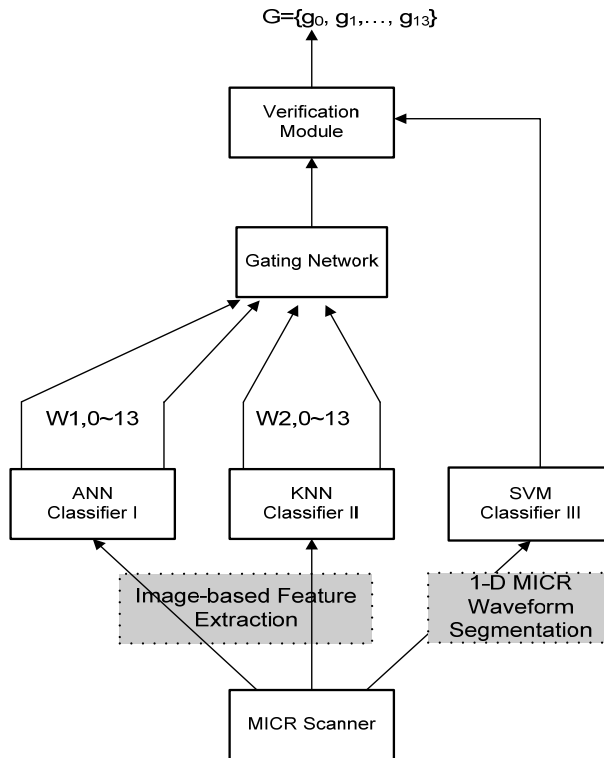 G={g0, g1,..., g13}
Verification
Module
Gating Network
W1,0~13
W2,0~13
ANN
Classifier I
KNN
Classifier II
SVM
Classifier III
Image-based Feature
Extraction
1-D MICR
Waveform
Segmentation
MICR Scanner